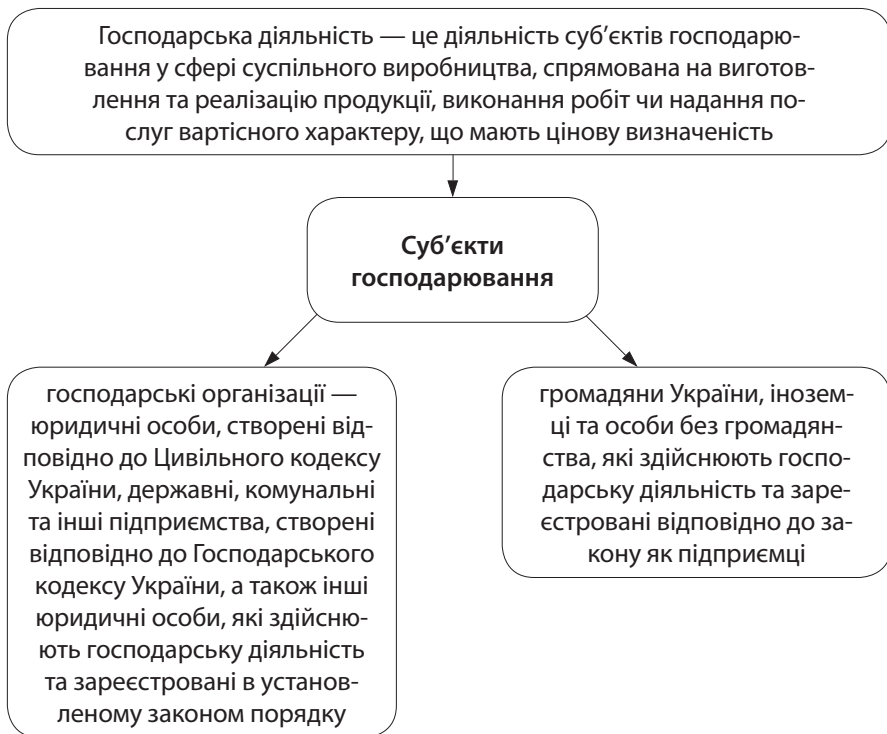 Господарська діяльність — це діяльність суб’єктів господарю-
вання у сфері суспільного виробництва, спрямована на виготов-
лення та реалізацію продукції, виконання робіт чи надання по-
слуг вартісного характеру, що мають цінову визначеність
Суб’єкти
господарювання
господарські організації —
юридичні особи, створені від-
повідно до Цивільного кодексу
України, державні, комунальні
та інші підприємства, створені
відповідно до Господарського
кодексу України, а також інші
юридичні особи, які здійсню-
ють господарську діяльність
та зареєстровані в установ-
леному законом порядку
громадяни України, інозем-
ці та особи без громадян-
ства, які здійснюють госпо-
дарську діяльність та заре-
єстровані відповідно до за-
кону як підприємці